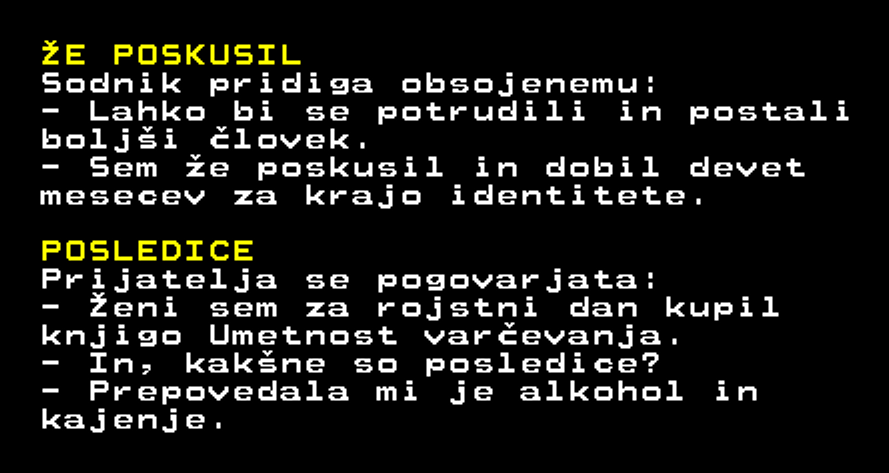 ŽE POSKUSIL
Sodnik pridiga obsojenemu:
- Lahko bi se potrudili in postali
boljši človek.
- Sem že poskusil in dobil devet
mesecev za krajo identitete.
POSLEDICE
Prijatelja se pogovarjata:
- Ženi sem za rojstni dan kupil
knjigo Umetnost varčevanja.
- In, kakšne so posledice?
- Prepovedala mi je alkohol in
kajenje.